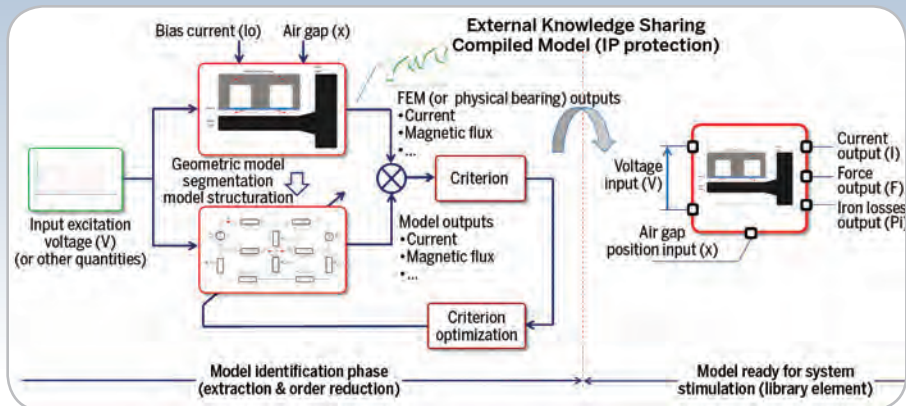 External Knowledge Sharing
Compiled Model (IP protection)
Bias current (Io)
Air gap (x)
FEM (or physical bearing) outputs
•Current
•Magnetic flux
•...
Geometric model
segmentation
model structuration
Criterion
Input excitation
voltage (V)
(or other quantities)
Model outputs
•Current
•Magnetic flux
•...
Criterion
optimization
Voltage
input (V)
Current
output (I)
Force
output (F)
Iron losses
output (Pi)
Air gap
position input (x)
Model identification phase
(extraction & order reduction)
Model ready for system
stimulation (library element)